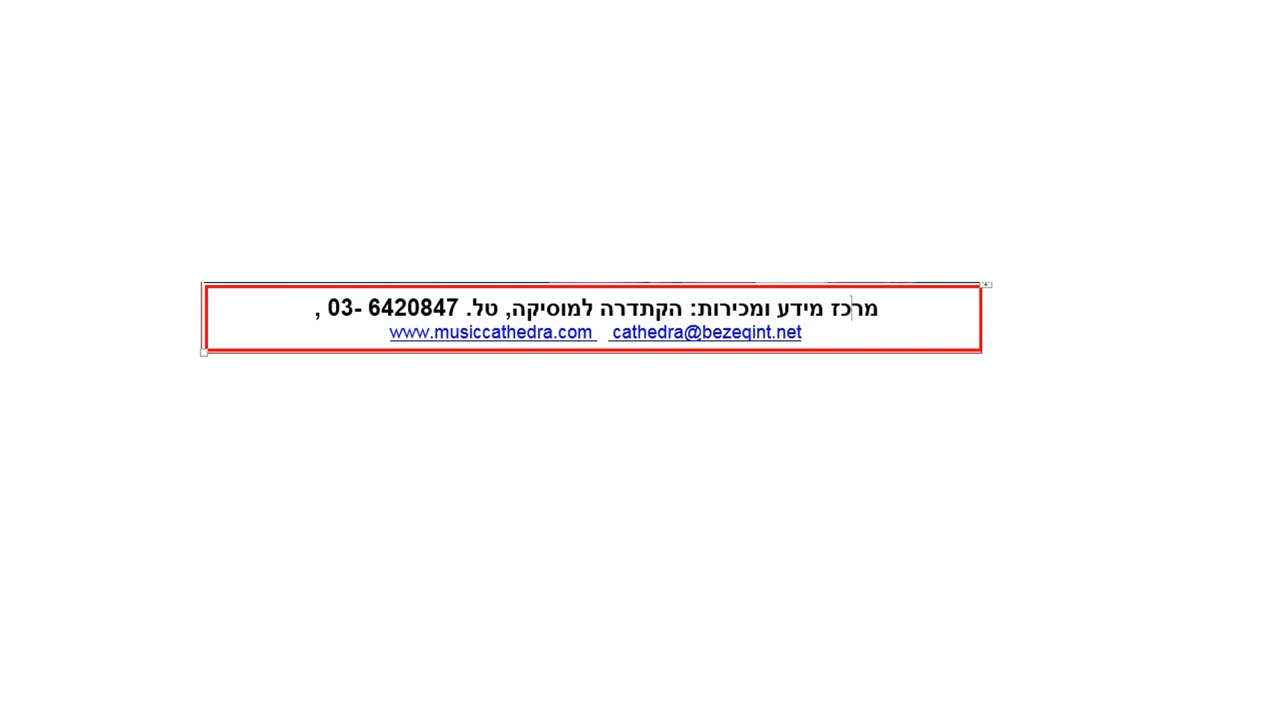 מרכז מידע ומכירות: הקתדרה למוסיקה, טל. 6420847 -03 ,
www.musiccathedra.com cathedra@bezeqint.net